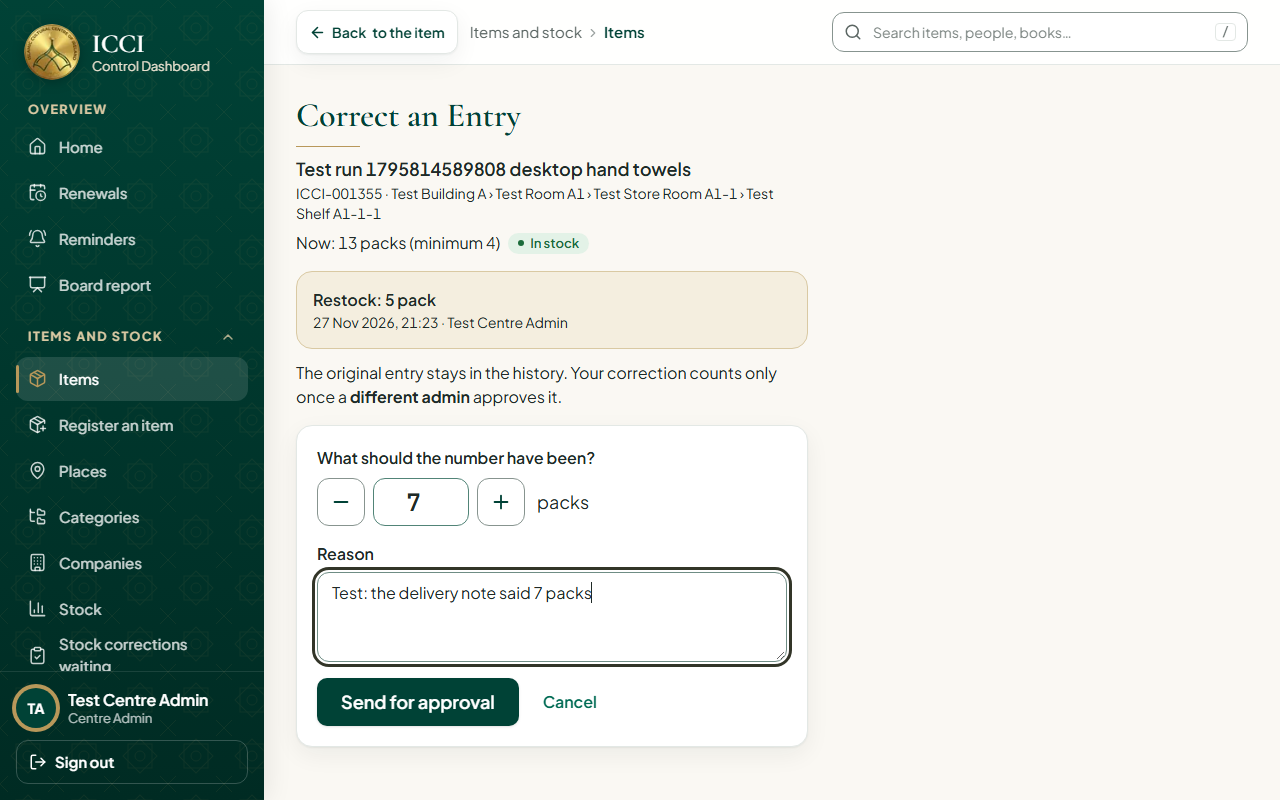 ICCI
Control Dashboard
OVERVIEW
Home
Renewals
Reminders
Board report
ITEMS AND STOCK
Items
Register an item
Places
Categories
Companies
Stock
Stock corrections
waiting
TA
Test Centre Admin
Centre Admin
Sign out
Back to the item
Items and stock › Items
Search items, people, books...
/
Correct an Entry
Test run 1795814589808 desktop hand towels
ICCI-001355 · Test Building A › Test Room A1 › Test Store Room A1-1 › Test
Shelf A1-1-1
Now: 13 packs (minimum 4)
In stock
Restock: 5 pack
27 Nov 2026, 21:23 · Test Centre Admin
The original entry stays in the history. Your correction counts only
once a different admin approves it.
What should the number have been?
− 7 + packs
Reason
Test: the delivery note said 7 packs
Send for approval
Cancel